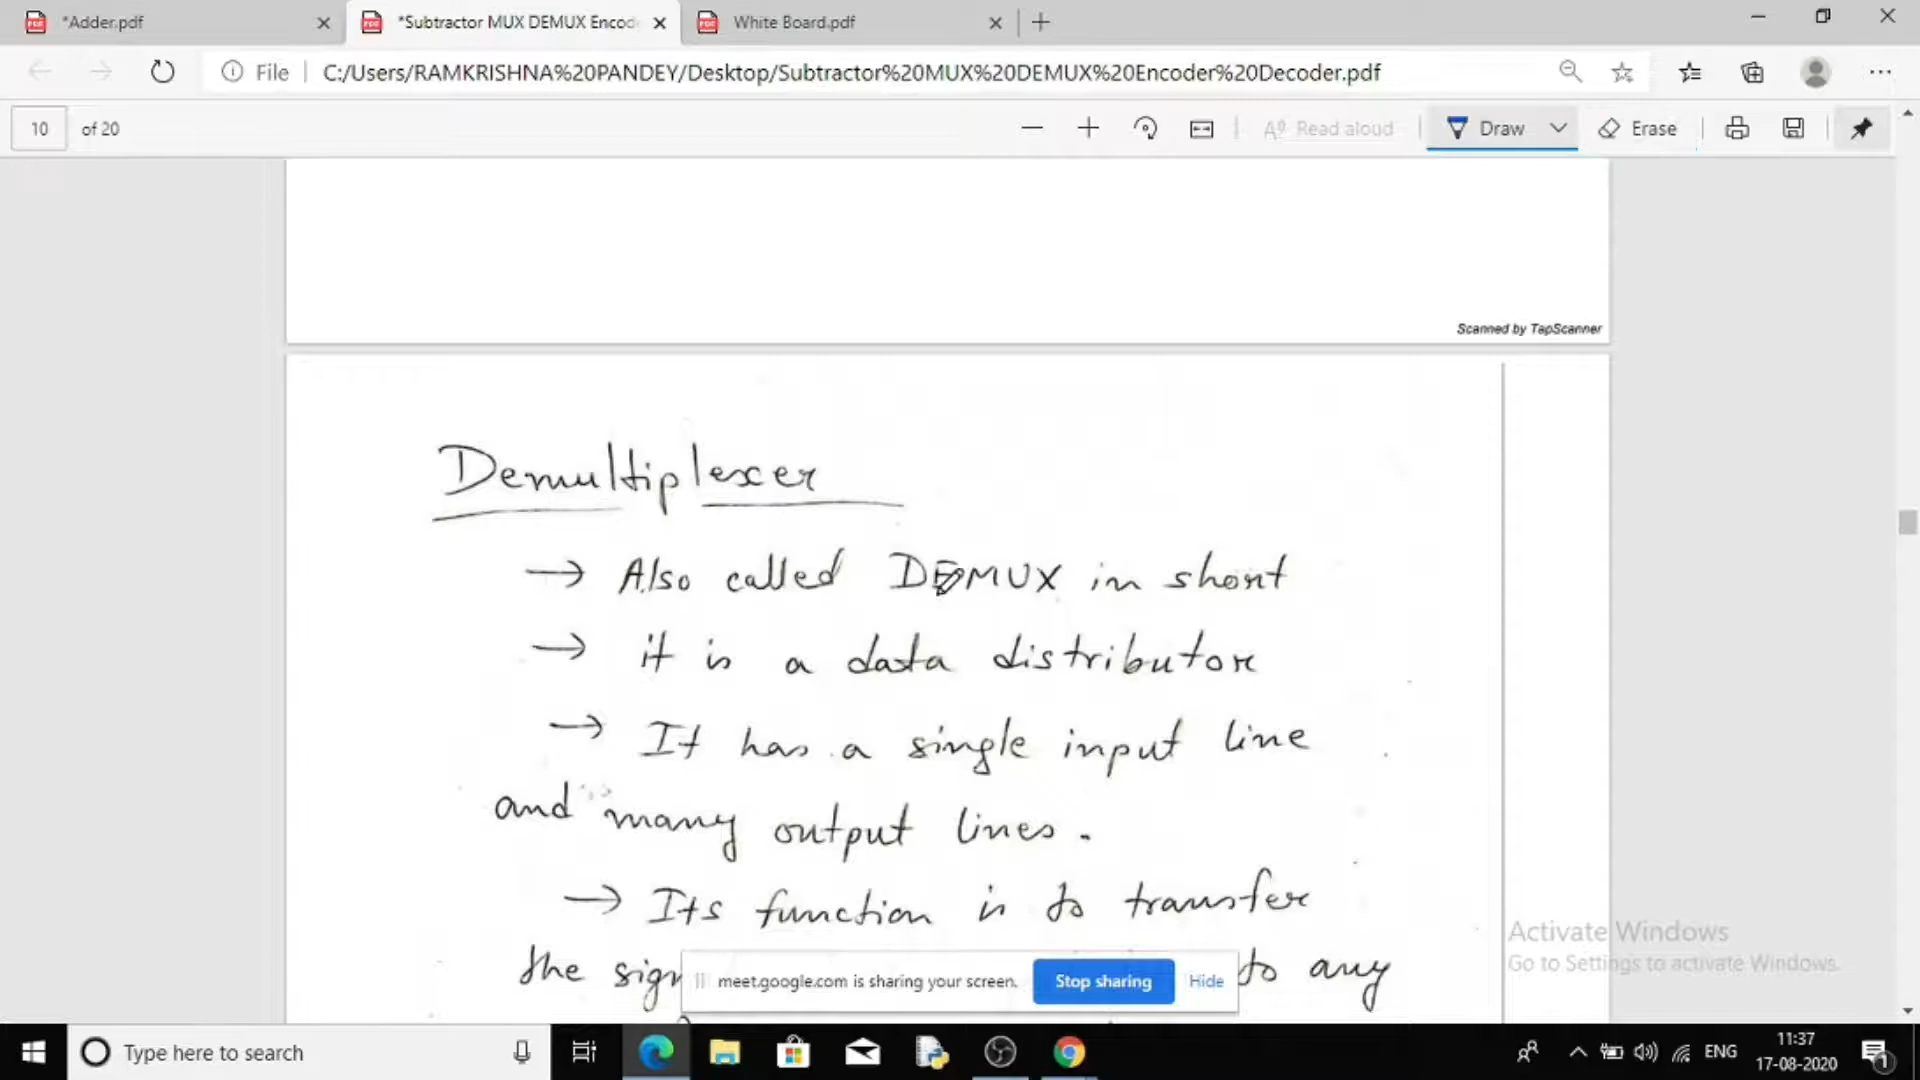 *Adder.pdf
*Subtractor MUX DEMUX Encod
White Board.pdf
File
C:/Users/RAMKRISHNA%20PANDEY/Desktop/Subtractor%20MUX%20DEMUX%20Encoder%20Decoder.pdf
10 of 20
Read aloud
Draw
Erase
Scanned by TapScanner
Demultiplexer
→ Also called DEMUX in short
→ it is a data distributor
→ It has a single input line
and many output lines.
→ Its function is to transfer
the sign
to any
meet.google.com is sharing your screen.
Stop sharing
Hide
Activate Windows
Go to Settings to activate Windows.
Type here to search
ENG
11:37
17-08-2020
1